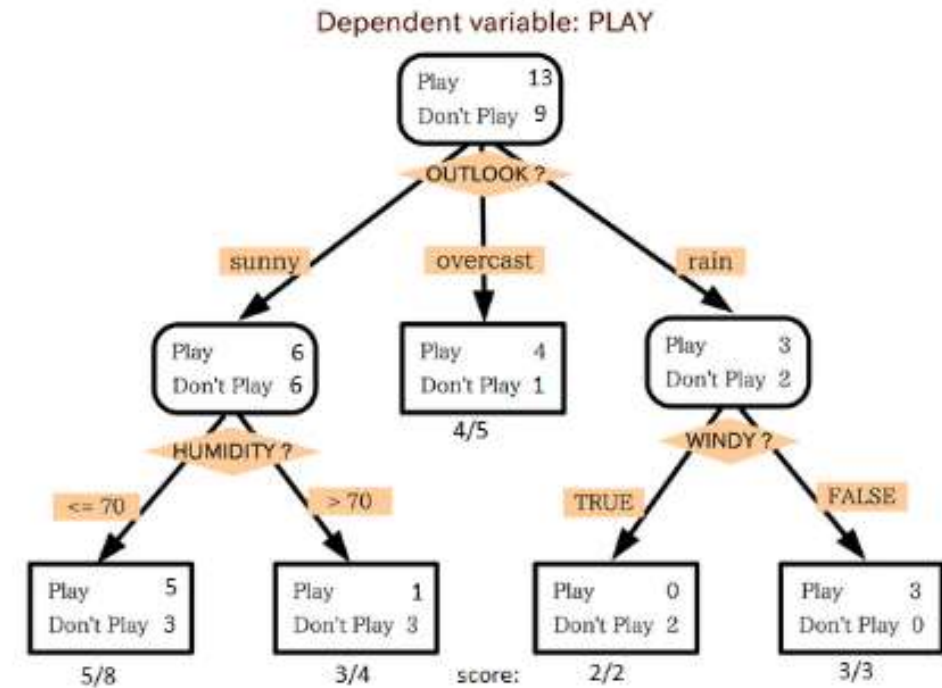 Dependent variable: PLAY
Play 13
Don't Play 9
OUTLOOK ?
sunny
overcast
rain
Play 6
Don't Play 6
Play 4
Don't Play 1
Play 3
Don't Play 2
4/5
HUMIDITY ?
WINDY ?
<= 70
> 70
TRUE
FALSE
Play 5
Don't Play 3
Play 1
Don't Play 3
Play 0
Don't Play 2
Play 3
Don't Play 0
5/8
3/4
score:
2/2
3/3